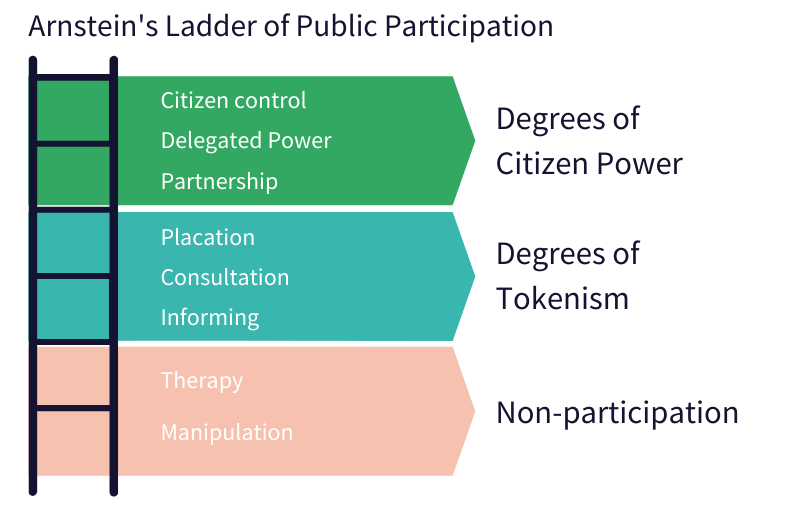 Arnstein's Ladder of Public Participation
Citizen control
Delegated Power
Partnership
Degrees of
Citizen Power
Placation
Consultation
Informing
Degrees of
Tokenism
Therapy
Manipulation
Non-participation